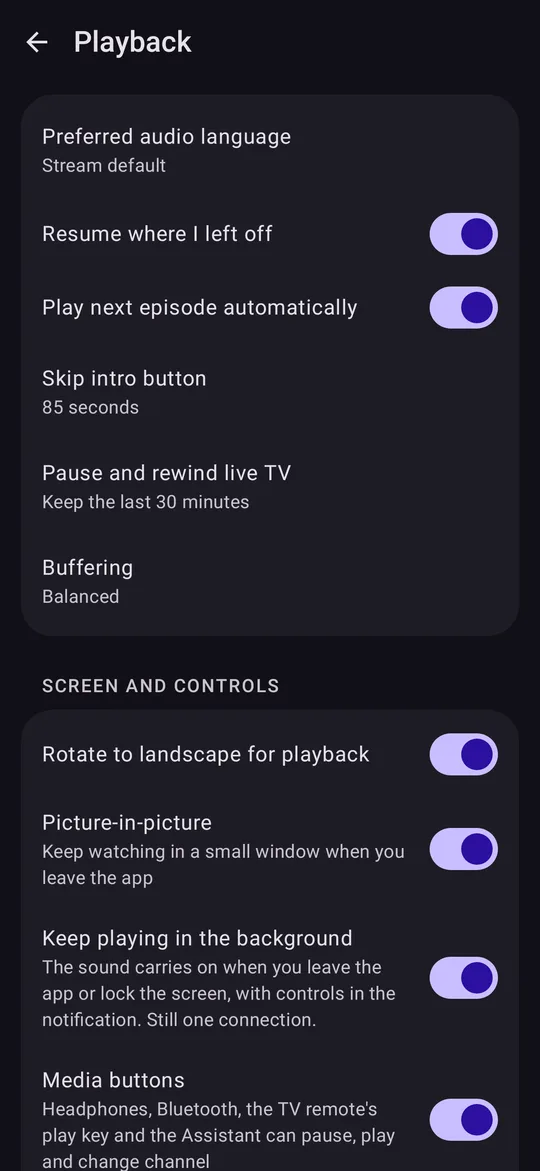 Playback
Preferred audio language
Stream default
Resume where I left off
Play next episode automatically
Skip intro button
85 seconds
Pause and rewind live TV
Keep the last 30 minutes
Buffering
Balanced
SCREEN AND CONTROLS
Rotate to landscape for playback
Picture-in-picture
Keep watching in a small window when you
leave the app
Keep playing in the background
The sound carries on when you leave the
app or lock the screen, with controls in the
notification. Still one connection.
Media buttons
Headphones, Bluetooth, the TV remote's
play key and the Assistant can pause, play
and change channel